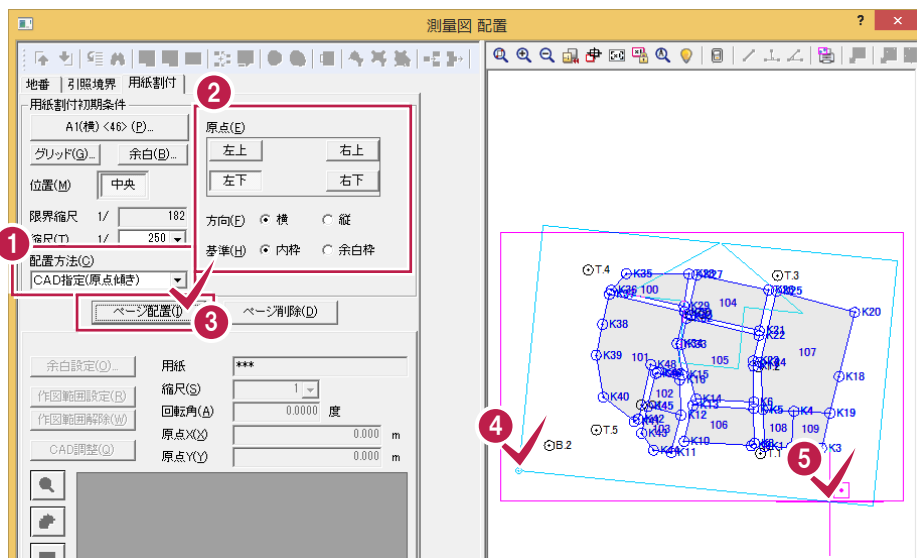 測量図 配置
? ×
地番 引照境界 用紙割付
用紙割付初期条件
A1(横) <46> (P)...
グリッド(G)... 余白(B)...
位置(M) 中央
限界縮尺 1/ 182
縮尺(T) 1/ 250
配置方法(C)
CAD指定(原点傾き)
1
2
原点(E)
左上 右上
左下 右下
方向(F) 横 縦
基準(H) 内枠 余白枠
ページ配置(I) ページ削除(D)
3
余白設定(O)...
作図範囲設定(R)
作図範囲解除(W)
CAD調整(Q)
用紙 ***
縮尺(S) 1
回転角(A) 0.0000 度
原点X(X) 0.000 m
原点Y(Y) 0.000 m
4
5
T.4
K35
K27
T.3
100
104
K25
K20
K29
K38
K21
K22
107
K39
101
K48
105
K15
K16
K18
K40
102
K14
K13
K6
K5
K4
K19
K12
K45
K42
103
K43
106
108
109
T.5
B.2
K10
K11
T.1
K3